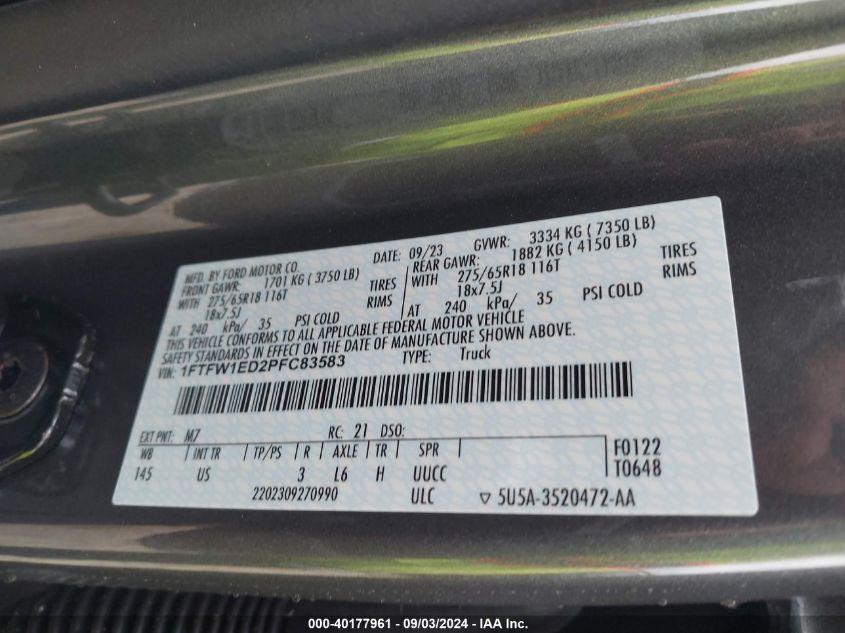 MFD. BY FORD MOTOR CO.
DATE: 09/23 GVWR: 3334 KG ( 7350 LB)
FRONT GAWR: 1701 KG ( 3750 LB)
WITH 275/65R18 116T TIRES
18x7.5J RIMS
AT 240 kPa/ 35 PSI COLD
REAR GAWR: 1882 KG ( 4150 LB)
WITH 275/65R18 116T TIRES
18x7.5J RIMS
AT 240 kPa/ 35 PSI COLD
THIS VEHICLE CONFORMS TO ALL APPLICABLE FEDERAL MOTOR VEHICLE
SAFETY STANDARDS IN EFFECT ON THE DATE OF MANUFACTURE SHOWN ABOVE.
VIN: 1FTFW1ED2PFC83583 TYPE: Truck
EXT PNT: M7 RC: 21 DSO:
WB INT TR TP/PS R AXLE TR SPR
145 US 3 L6 H UUCC
F0122
T0648
2202309270990 ULC ▽ 5U5A-3520472-AA
000-40177961 - 09/03/2024 - IAA Inc.